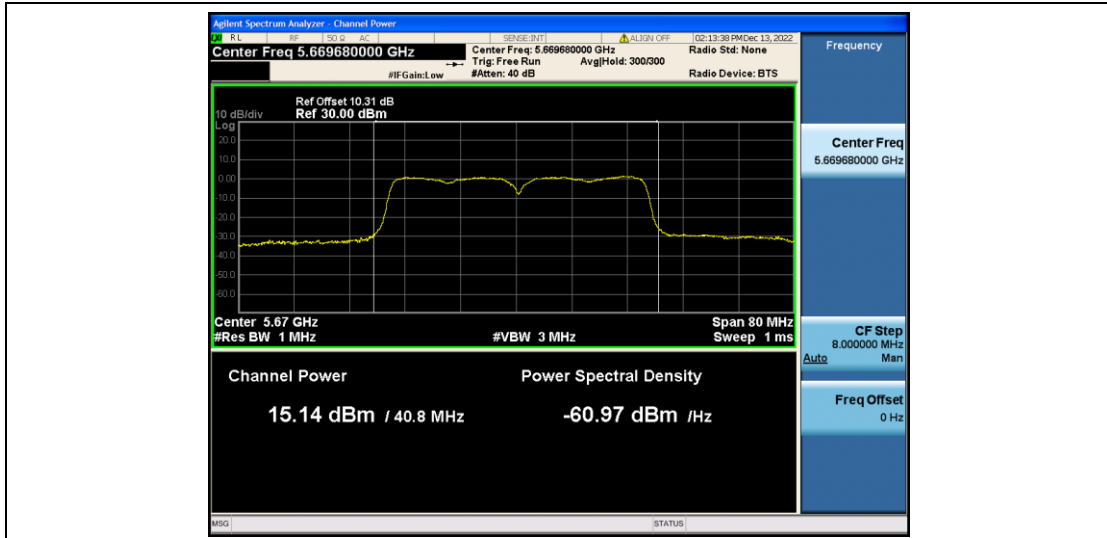 Agilent Spectrum Analyzer - Channel Power
RL RF 50 Ω AC SENSE:INT ALIGN OFF 02:13:38 PM Dec 13, 2022
Center Freq 5.669680000 GHz
Center Freq: 5.669680000 GHz
Radio Std: None
Trig: Free Run Avg|Hold: 300/300
#IFGain:Low
#Atten: 40 dB
Radio Device: BTS
Ref Offset 10.31 dB
10 dB/div Ref 30.00 dBm
Log
20.0
10.0
0.00
-10.0
-20.0
-30.0
-40.0
-50.0
-60.0
Center 5.67 GHz
Span 80 MHz
#Res BW 1 MHz
#VBW 3 MHz
Sweep 1 ms
Channel Power
Power Spectral Density
15.14 dBm / 40.8 MHz
-60.97 dBm /Hz
MSG
STATUS
Frequency
Center Freq
5.669680000 GHz
CF Step
8.000000 MHz
Auto Man
Freq Offset
0 Hz